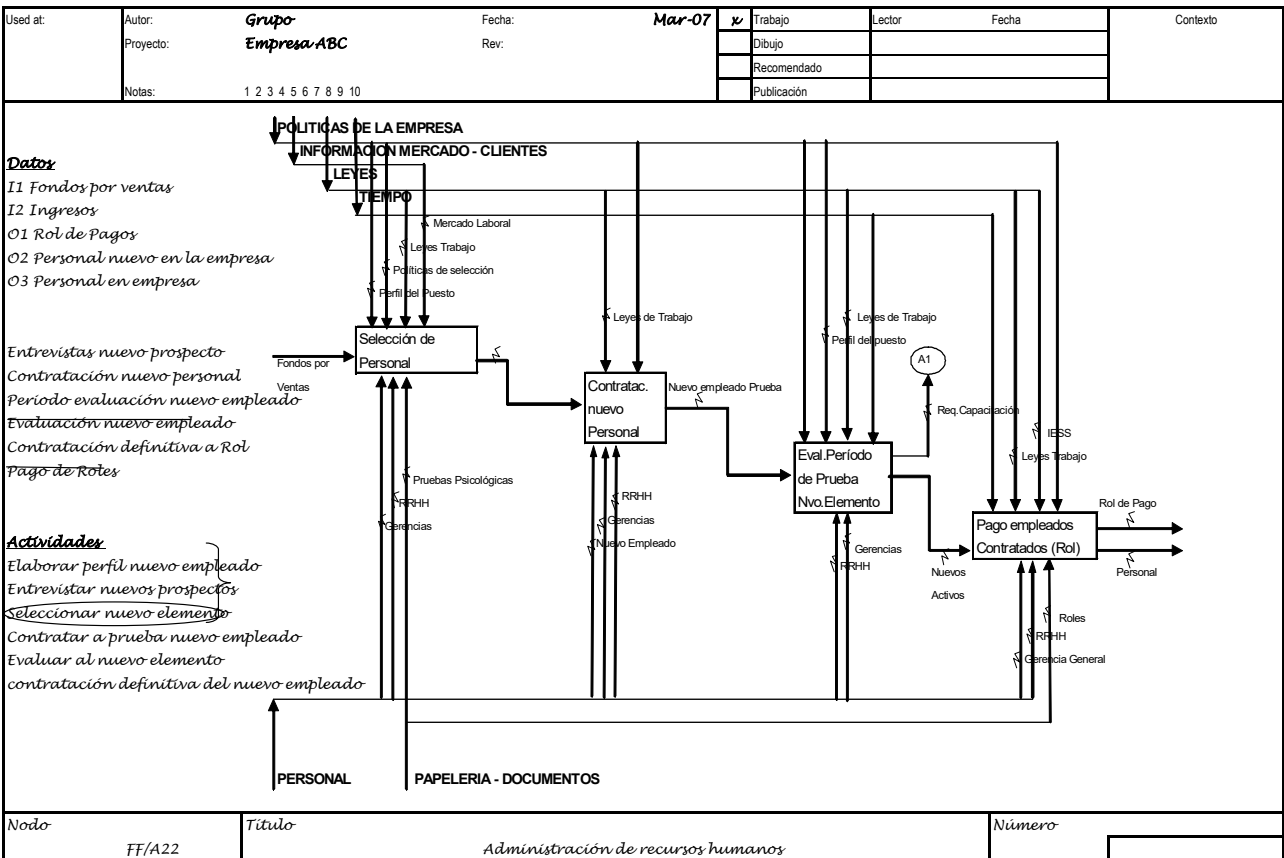 Used at:
Autor: Grupo Fecha: Mar-07
Proyecto: Empresa ABC Rev:
Notas: 1 2 3 4 5 6 7 8 9 10
x Trabajo Lector Fecha
Dibujo
Recomendado
Publicación
Contexto
POLITICAS DE LA EMPRESA
INFORMACION MERCADO - CLIENTES
LEYES
TIEMPO
Datos
I1 Fondos por ventas
I2 Ingresos
O1 Rol de Pagos
O2 Personal nuevo en la empresa
O3 Personal en empresa
Entrevistas nuevo prospecto
Contratación nuevo personal
Período evaluación nuevo empleado
Evaluación nuevo empleado
Contratación definitiva a Rol
Pago de Roles
Actividades
Elaborar perfil nuevo empleado
Entrevistar nuevos prospectos
Seleccionar nuevo elemento
Contratar a prueba nuevo empleado
Evaluar al nuevo elemento
contratación definitiva del nuevo empleado
Mercado Laboral
Leyes Trabajo
Políticas de selección
Perfil del Puesto
Fondos por
Ventas
Selección de
Personal
Pruebas Psicológicas
RRHH
Gerencias
Leyes de Trabajo
Contratac.
nuevo
Personal
Nuevo empleado Prueba
RRHH
Gerencias
Nuevo Empleado
Leyes de Trabajo
Perfil del puesto
A1
Req.Capacitación
Eval.Período
de Prueba
Nvo.Elemento
Gerencias
RRHH
Nuevos
Activos
IESS
Leyes Trabajo
Pago empleados
Contratados (Rol)
Rol de Pago
Personal
Roles
RRHH
Gerencia General
PERSONAL
PAPELERIA - DOCUMENTOS
Nodo
FF/A22
Título
Administración de recursos humanos
Número